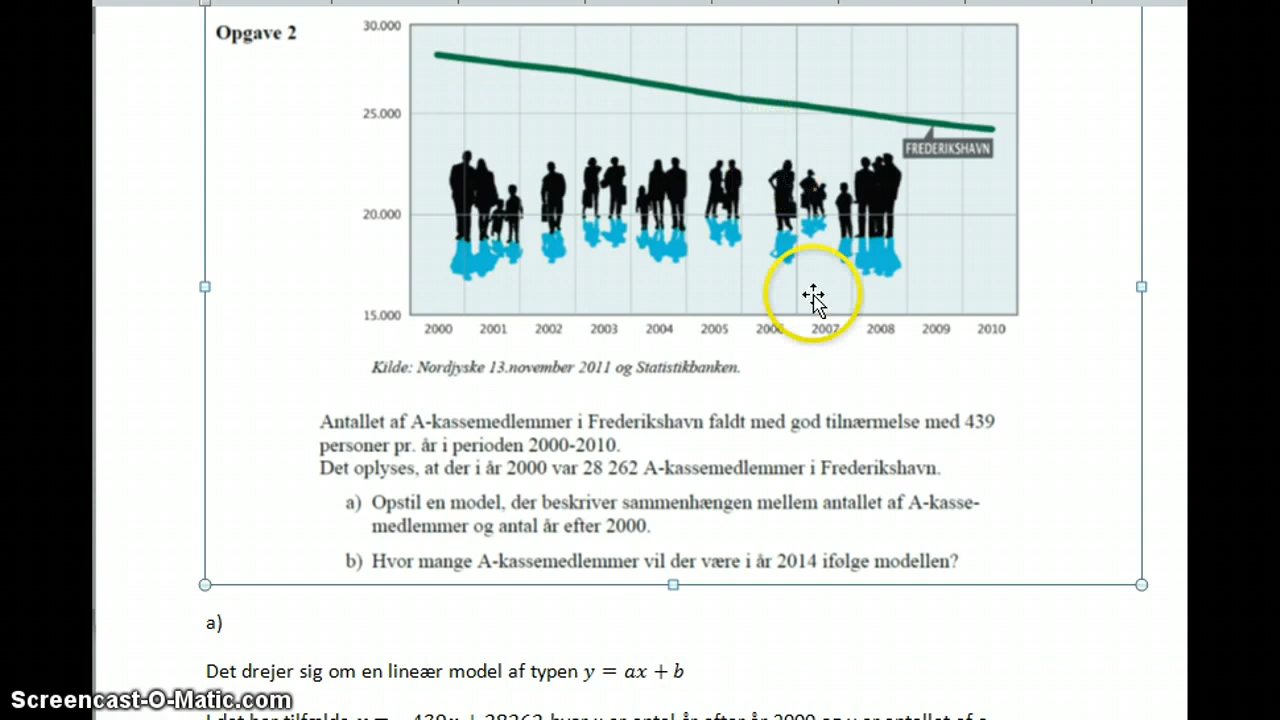 Opgave 2
30.000
25.000
20.000
15.000
FREDERIKSHAVN
2000 2001 2002 2003 2004 2005 2006 2007 2008 2009 2010
Kilde: Nordjyske 13.november 2011 og Statistikbanken.
Antallet af A-kassemedlemmer i Frederikshavn faldt med god tilnærmelse med 439
personer pr. år i perioden 2000-2010.
Det oplyses, at der i år 2000 var 28 262 A-kassemedlemmer i Frederikshavn.
a) Opstil en model, der beskriver sammenhængen mellem antallet af A-kasse-
medlemmer og antal år efter 2000.
b) Hvor mange A-kassemedlemmer vil der være i år 2014 ifølge modellen?
a)
Det drejer sig om en lineær model af typen y = ax + b
Screencast-O-Matic.com